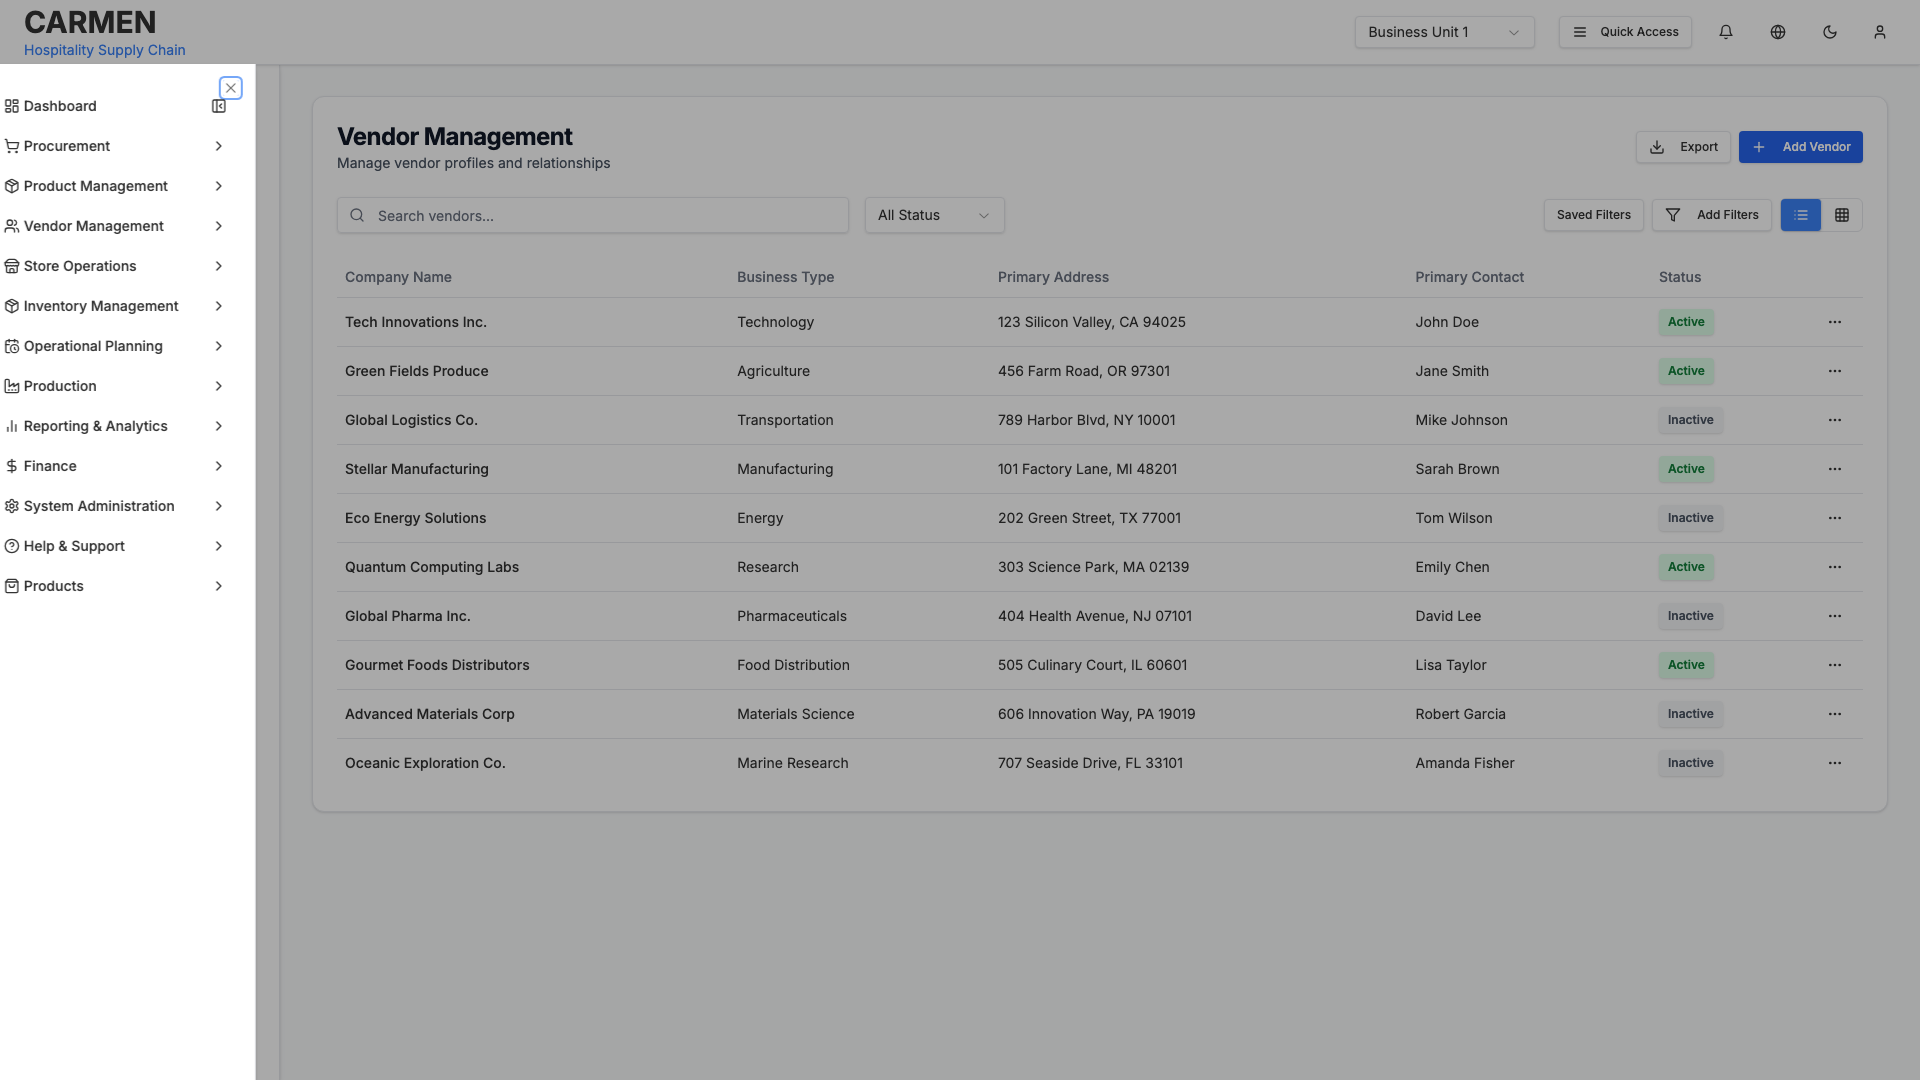 CARMEN
Hospitality Supply Chain
Business Unit 1
Quick Access
Dashboard
Procurement
Product Management
Vendor Management
Store Operations
Inventory Management
Operational Planning
Production
Reporting & Analytics
Finance
System Administration
Help & Support
Products
Vendor Management
Manage vendor profiles and relationships
Export
Add Vendor
Search vendors...
All Status
Saved Filters
Add Filters
Company Name Business Type Primary Address Primary Contact Status
Tech Innovations Inc. Technology 123 Silicon Valley, CA 94025 John Doe Active
Green Fields Produce Agriculture 456 Farm Road, OR 97301 Jane Smith Active
Global Logistics Co. Transportation 789 Harbor Blvd, NY 10001 Mike Johnson Inactive
Stellar Manufacturing Manufacturing 101 Factory Lane, MI 48201 Sarah Brown Active
Eco Energy Solutions Energy 202 Green Street, TX 77001 Tom Wilson Inactive
Quantum Computing Labs Research 303 Science Park, MA 02139 Emily Chen Active
Global Pharma Inc. Pharmaceuticals 404 Health Avenue, NJ 07101 David Lee Inactive
Gourmet Foods Distributors Food Distribution 505 Culinary Court, IL 60601 Lisa Taylor Active
Advanced Materials Corp Materials Science 606 Innovation Way, PA 19019 Robert Garcia Inactive
Oceanic Exploration Co. Marine Research 707 Seaside Drive, FL 33101 Amanda Fisher Inactive